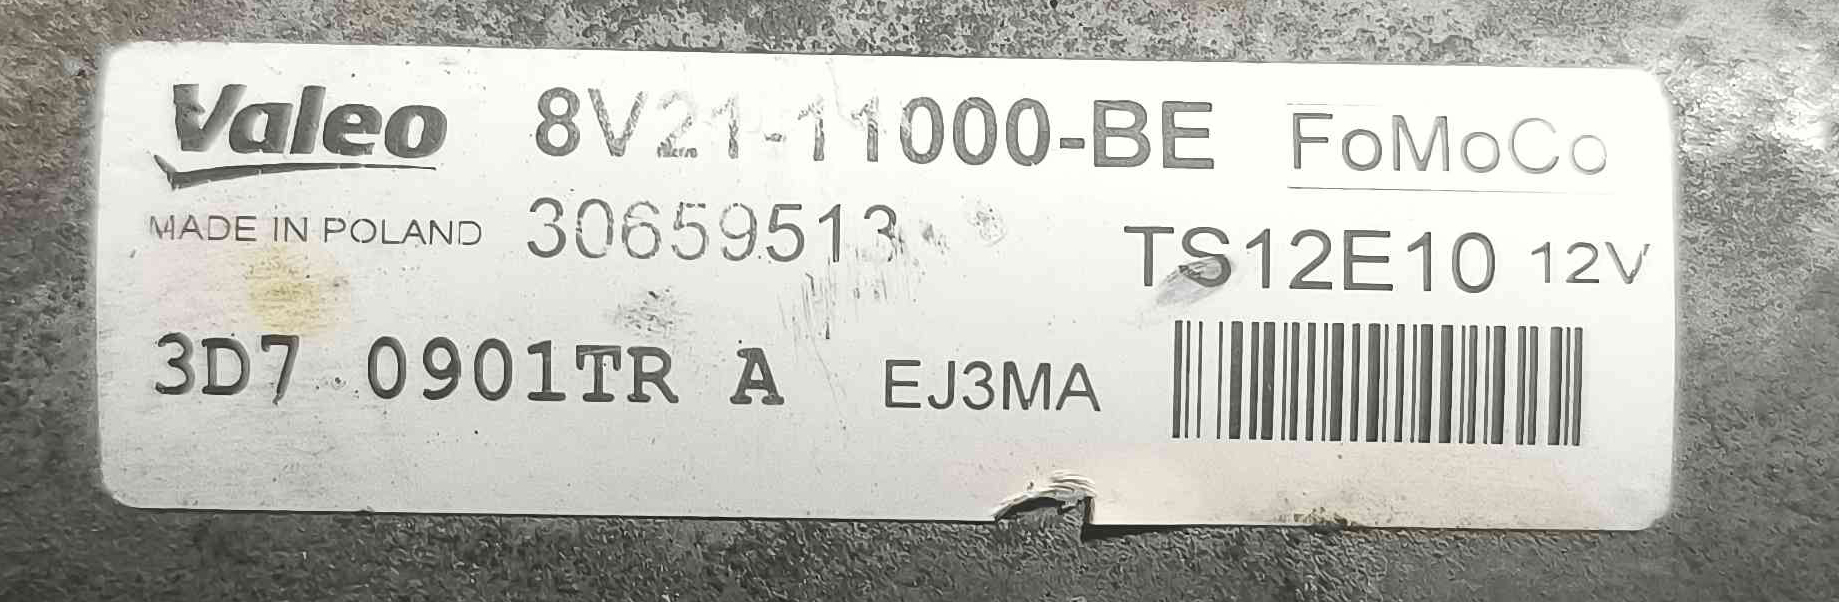 Valeo 8V21-11000-BE FoMoCo
MADE IN POLAND 30659513 TS12E10 12V
3D7 0901TR A EJ3MA